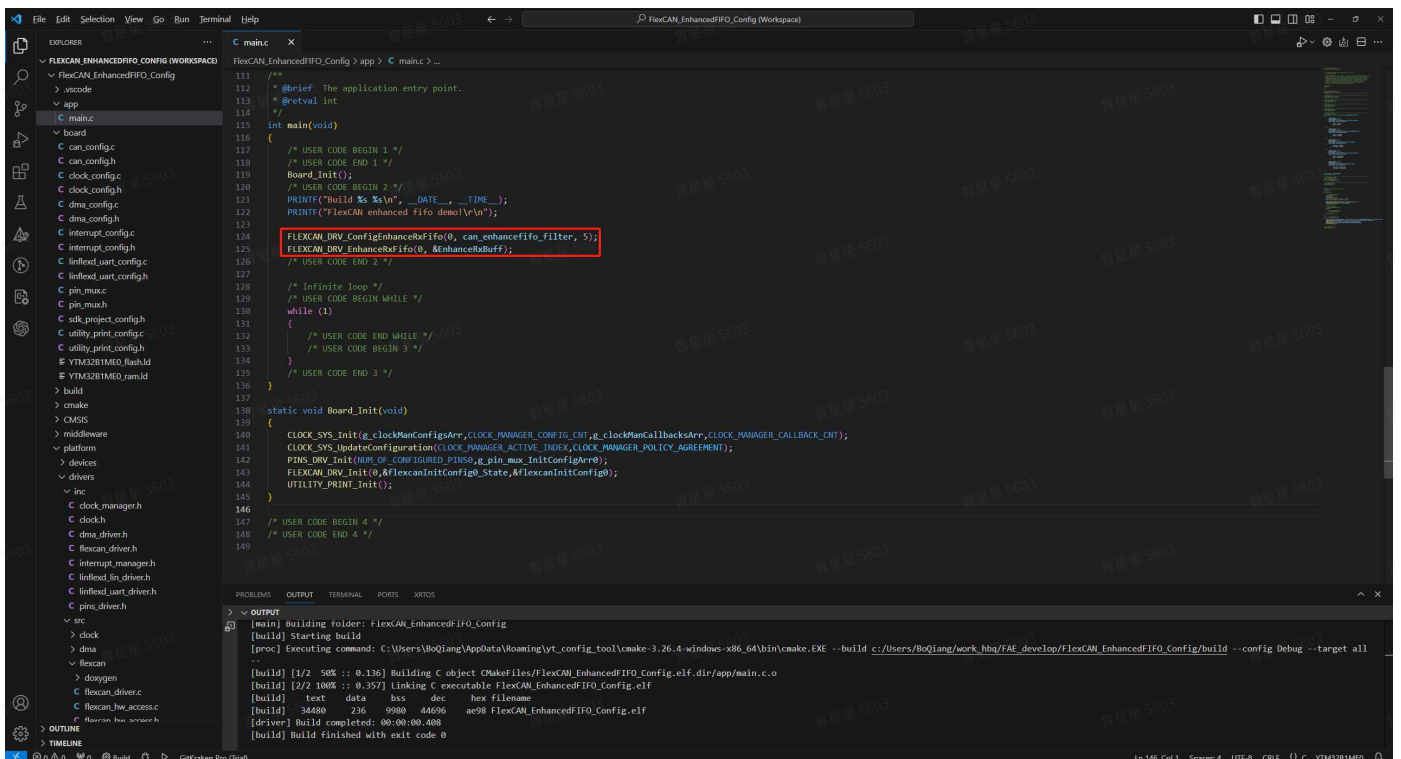 File Edit Selection View Go Run Terminal Help
FlexCAN_EnhancedFIFO_Config (Workspace)
EXPLORER
FLEXCAN_ENHANCEDFIFO_CONFIG (WORKSPACE)
FlexCAN_EnhancedFIFO_Config
.vscode
app
C main.c
board
C can_config.c
C can_config.h
C clock_config.c
C clock_config.h
C dma_config.c
C dma_config.h
C interrupt_config.c
C interrupt_config.h
C linflexd_uart_config.c
C linflexd_uart_config.h
C pin_mux.c
C pin_mux.h
C sdk_project_config.h
C utility_print_config.c
C utility_print_config.h
YTM32B1ME0_flash.ld
YTM32B1ME0_ram.ld
build
cmake
CMSIS
middleware
platform
devices
drivers
inc
C clock_manager.h
C clock.h
C dma_driver.h
C flexcan_driver.h
C interrupt_manager.h
C linflexd_lin_driver.h
C linflexd_uart_driver.h
C pins_driver.h
src
clock
dma
flexcan
doxygen
C flexcan_driver.c
C flexcan_hw_access.c
C flexcan_hw_access.h
OUTLINE
TIMELINE
C main.c
FlexCAN_EnhancedFIFO_Config > app > C main.c > ...
111 /**
112 * @brief The application entry point.
113 * @retval int
114 */
115 int main(void)
116 {
117 /* USER CODE BEGIN 1 */
118 /* USER CODE END 1 */
119 Board_Init();
120 /* USER CODE BEGIN 2 */
121 PRINTF("Build %s %s\n", __DATE__, __TIME__);
122 PRINTF("FlexCAN enhanced fifo demo!\r\n");
123
124 FLEXCAN_DRV_ConfigEnhanceRxFifo(0, can_enhancefifo_filter, 5);
125 FLEXCAN_DRV_EnhanceRxFifo(0, &EnhanceRxBuff);
126 /* USER CODE END 2 */
127
128 /* Infinite loop */
129 /* USER CODE BEGIN WHILE */
130 while (1)
131 {
132 /* USER CODE END WHILE */
133 /* USER CODE BEGIN 3 */
134 }
135 /* USER CODE END 3 */
136 }
137
138 static void Board_Init(void)
139 {
140 CLOCK_SYS_Init(g_clockManConfigsArr,CLOCK_MANAGER_CONFIG_CNT,g_clockManCallbacksArr,CLOCK_MANAGER_CALLBACK_CNT);
141 CLOCK_SYS_UpdateConfiguration(CLOCK_MANAGER_ACTIVE_INDEX,CLOCK_MANAGER_POLICY_AGREEMENT);
142 PINS_DRV_Init(NUM_OF_CONFIGURED_PINS0,g_pin_mux_InitConfigArr0);
143 FLEXCAN_DRV_Init(0,&flexcanInitConfig0_State,&flexcanInitConfig0);
144 UTILITY_PRINT_Init();
145 }
146
147 /* USER CODE BEGIN 4 */
148 /* USER CODE END 4 */
149
PROBLEMS OUTPUT TERMINAL PORTS XRTOS
OUTPUT
[main] Building folder: FlexCAN_EnhancedFIFO_Config
[build] Starting build
[proc] Executing command: C:\Users\BoQiang\AppData\Roaming\yt_config_tool\cmake-3.26.4-windows-x86_64\bin\cmake.EXE --build c:/Users/BoQiang/work_hbq/FAE_develop/FlexCAN_EnhancedFIFO_Config/build --config Debug --target all
--
[build] [1/2 50% :: 0.136] Building C object CMakeFiles/FlexCAN_EnhancedFIFO_Config.elf.dir/app/main.c.o
[build] [2/2 100% :: 0.357] Linking C executable FlexCAN_EnhancedFIFO_Config.elf
[build] text data bss dec hex filename
[build] 34480 236 9980 44696 ae98 FlexCAN_EnhancedFIFO_Config.elf
[driver] Build completed: 00:00:00.408
[build] Build finished with exit code 0
Build GitKraken Pro (Trial) Ln 146, Col 1 Spaces: 4 UTF-8 CRLF {} C YTM32B1ME0